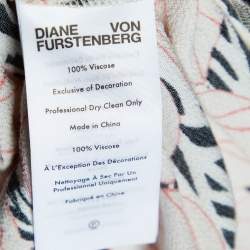 DIANE VON
FURSTENBERG
100% Viscose
Exclusive of Decoration
Professional Dry Clean Only
Made in China
100% Viscose
À L'Exception Des Décorations
Nettoyage À Sec Par Un
Professionnel Uniquement
Fabriqué en Chine